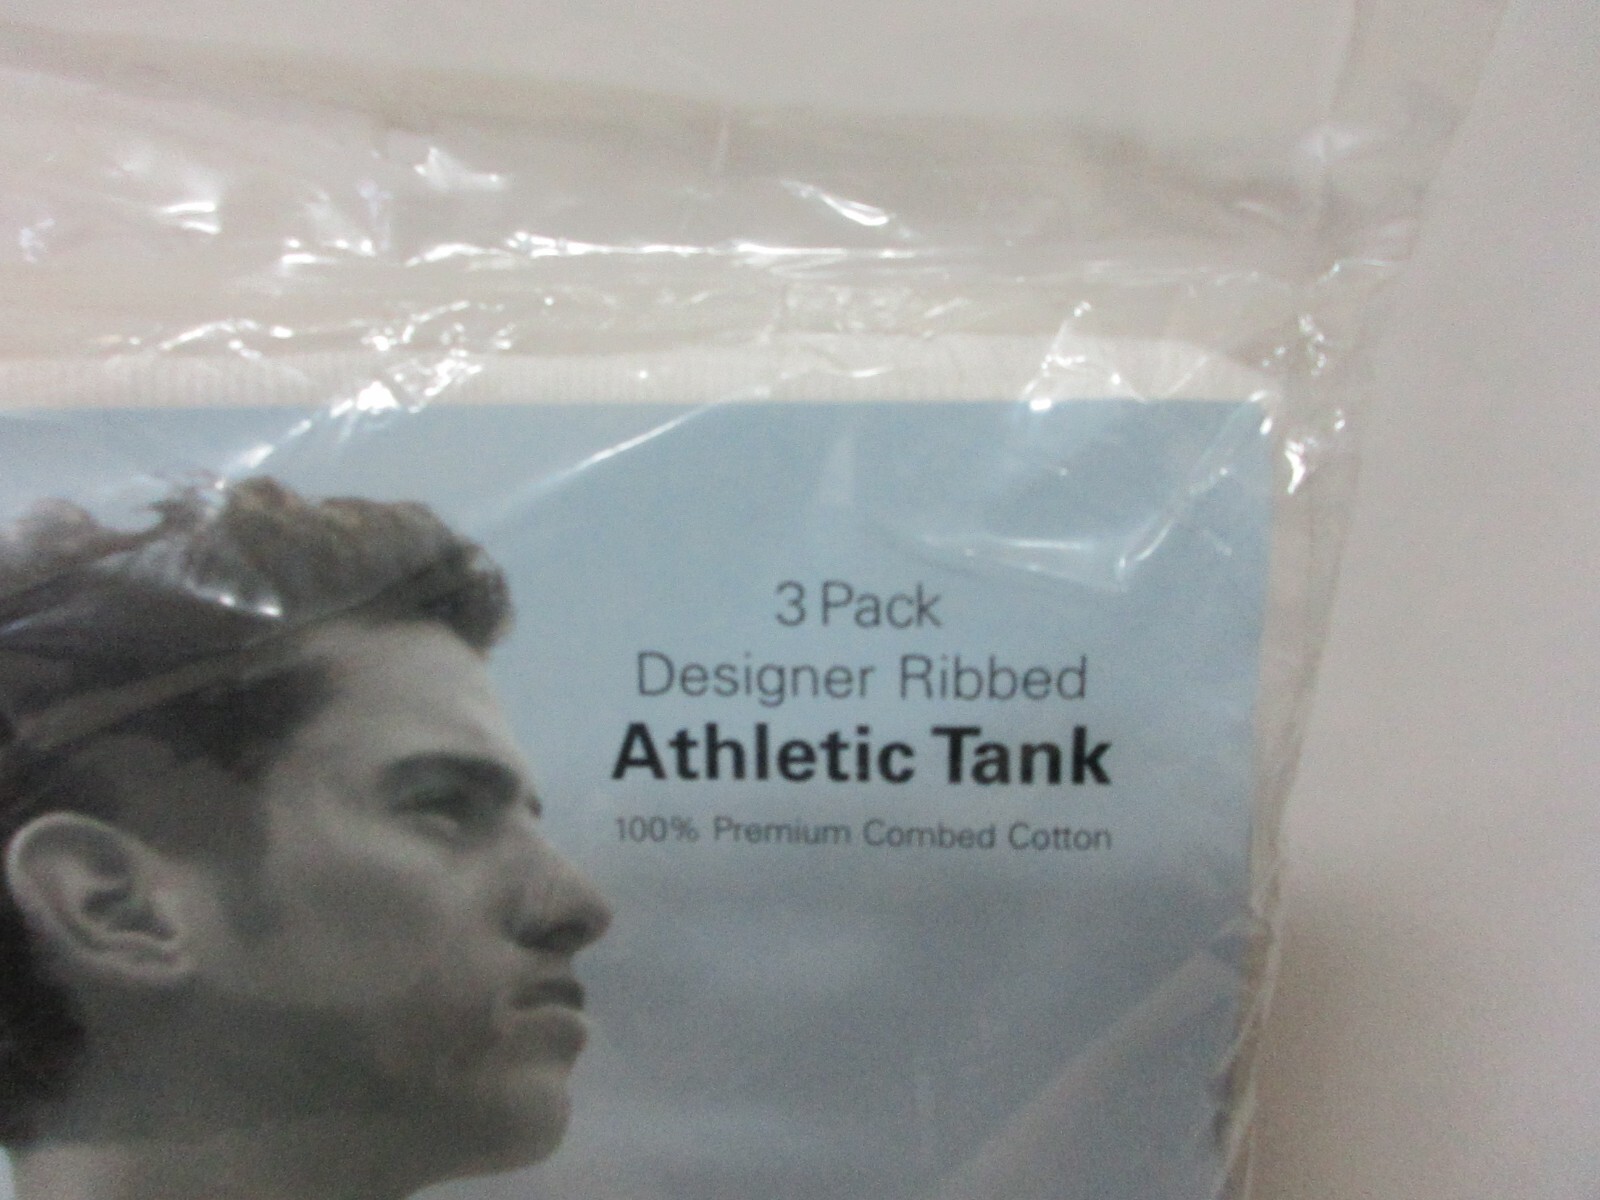 3 Pack
Designer Ribbed
Athletic Tank
100% Premium Combed Cotton